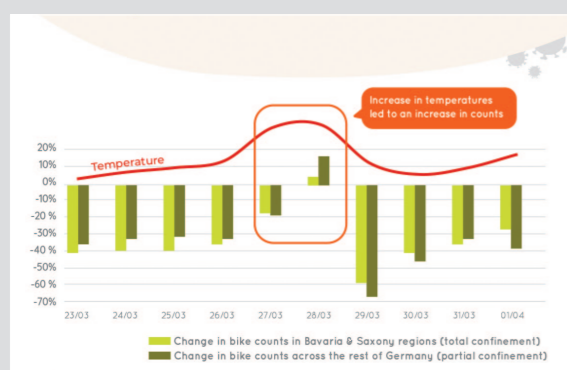 Increase in temperatures
led to an increase in counts
Temperature
20%
10%
0%
-10%
-20 %
-30%
-40%
-50%
-60 %
-70%
23/03 24/03 25/03 26/03 27/03 28/03 29/03 30/03 31/03 01/04
Change in bike counts in Bavaria & Saxony regions (total confinement)
Change in bike counts across the rest of Germany (partial confinement)